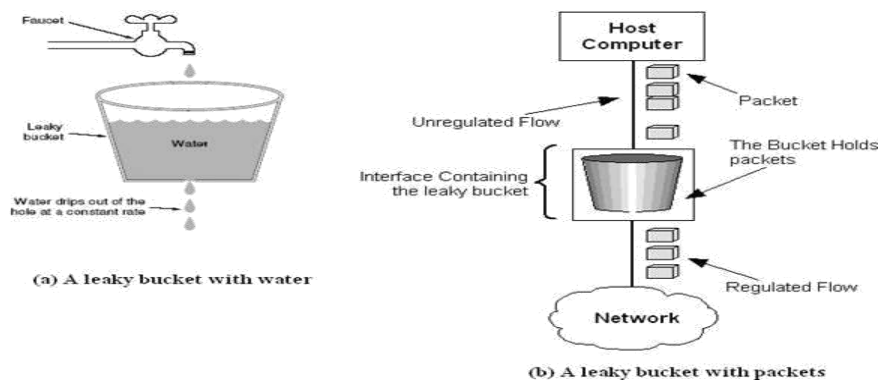 Faucet
Leaky
bucket
Water
Water drips out of the
hole at a constant rate
(a) A leaky bucket with water
Host
Computer
Packet
Unregulated Flow
The Bucket Holds
packets
Interface Containing
the leaky bucket
Regulated Flow
Network
(b) A leaky bucket with packets